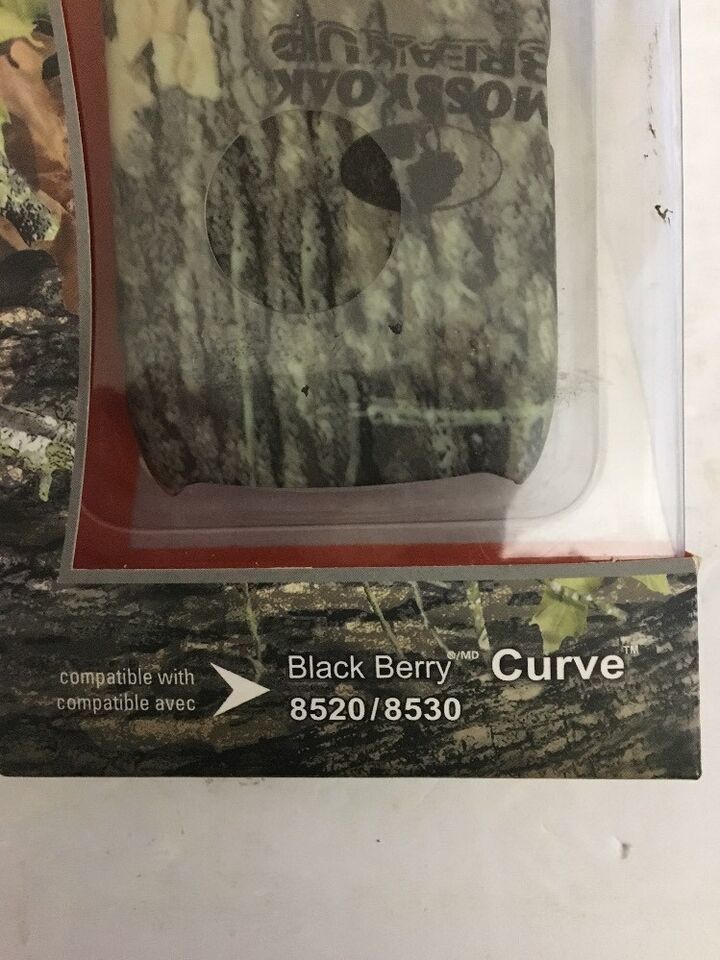 BREAK UP®
MOSSY OAK
compatible with
compatible avec
Black Berry®/MD Curve™
8520/8530